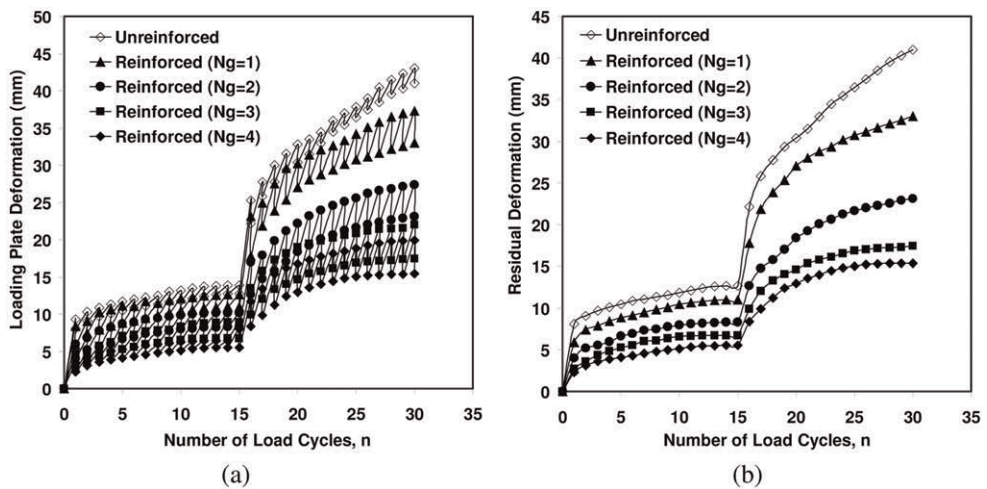 50
45
40
35
30
25
20
15
10
5
0
Loading Plate Deformation (mm)
Unreinforced
Reinforced (Ng=1)
Reinforced (Ng=2)
Reinforced (Ng=3)
Reinforced (Ng=4)
0 5 10 15 20 25 30 35
Number of Load Cycles, n
(a)
45
40
35
30
25
20
15
10
5
0
Residual Deformation (mm)
Unreinforced
Reinforced (Ng=1)
Reinforced (Ng=2)
Reinforced (Ng=3)
Reinforced (Ng=4)
0 5 10 15 20 25 30 35
Number of Load Cycles, n
(b)